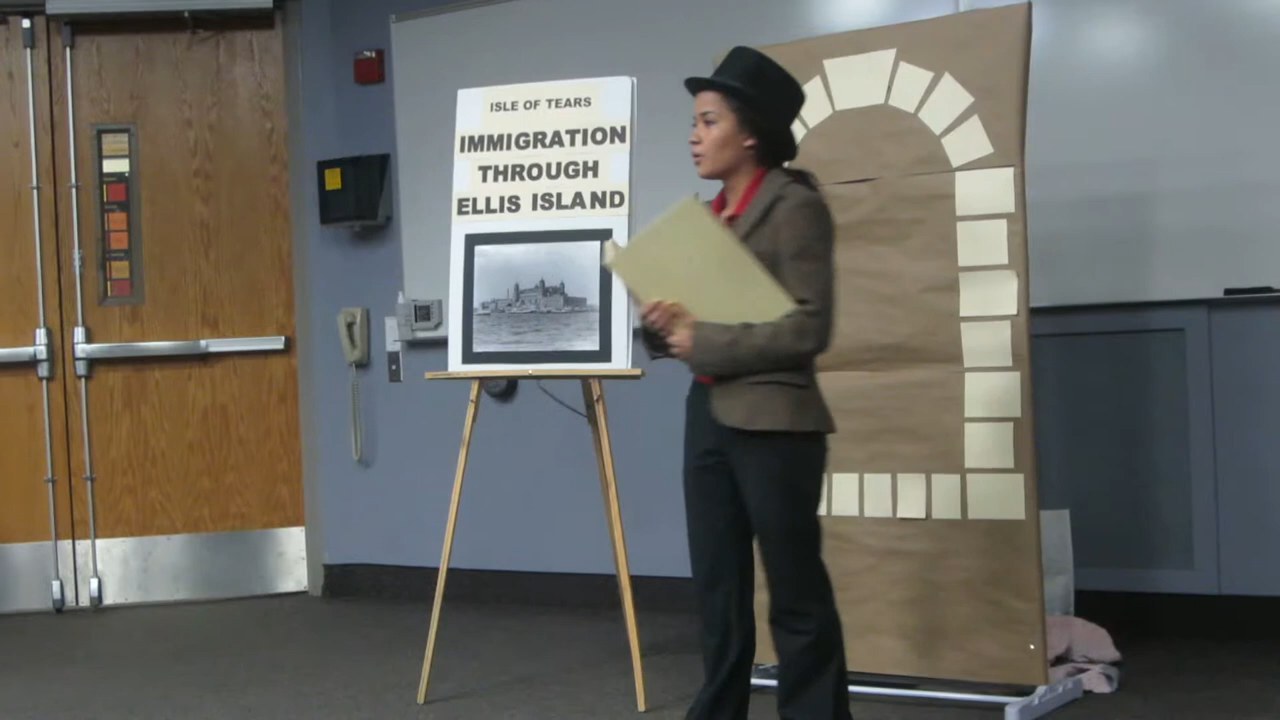 ISLE OF TEARS
IMMIGRATION
THROUGH
ELLIS ISLAND